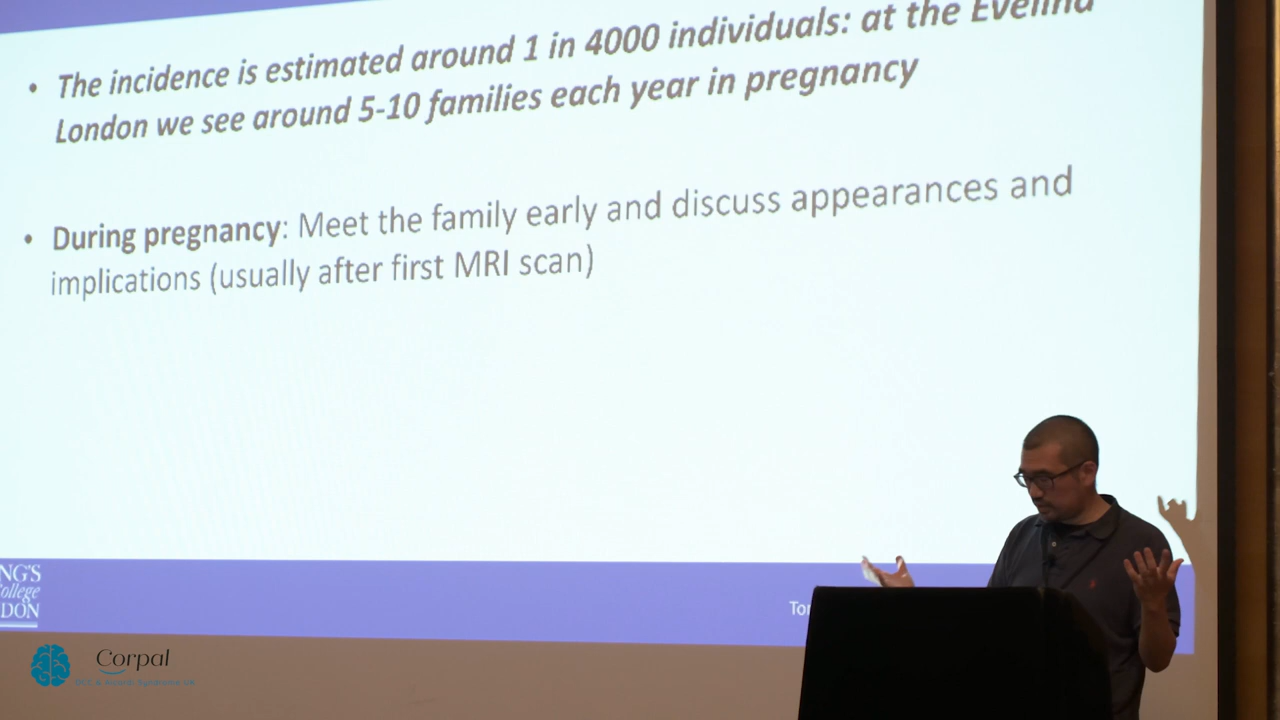 • The incidence is estimated around 1 in 4000 individuals: at the Evelina
London we see around 5-10 families each year in pregnancy
• During pregnancy: Meet the family early and discuss appearances and
implications (usually after first MRI scan)
NG'S
College
DON
Tor
Corpal